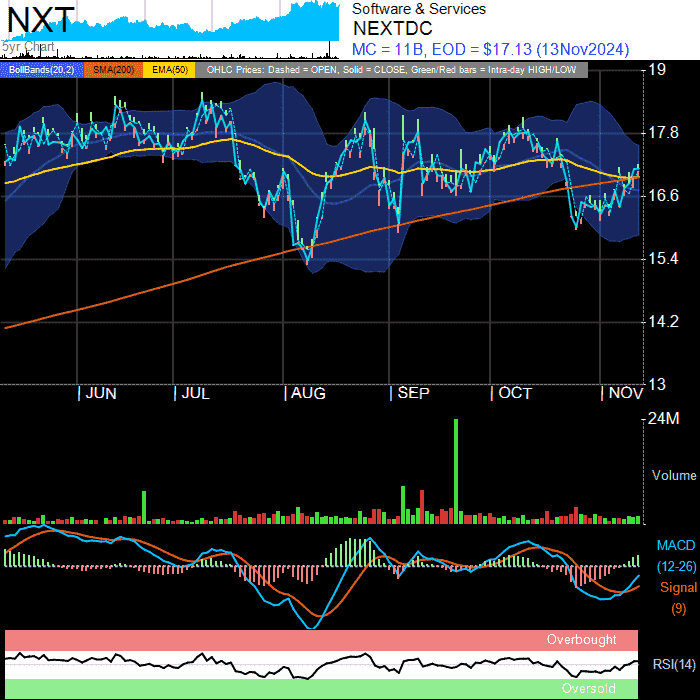 NXT
5yr Chart
Software & Services
NEXTDC
MC = 11B, EOD = $17.13 (13Nov2024)
BollBands(20,2) SMA(200) EMA(50) OHLC Prices: Dashed = OPEN, Solid = CLOSE, Green/Red bars = Intra-day HIGH/LOW
19
17.8
16.6
15.4
14.2
13
JUN JUL AUG SEP OCT NOV
24M
Volume
MACD
(12-26)
Signal
(9)
Overbought
RSI(14)
Oversold